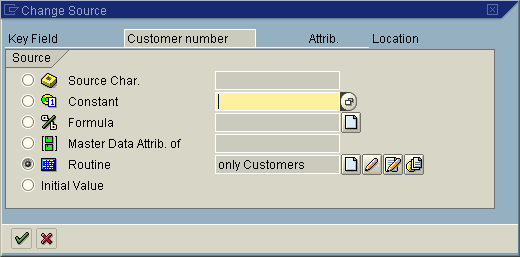 Change Source
Key Field Customer number Attrib. Location
Source
Source Char.
Constant
Formula
Master Data Attrib. of
Routine only Customers
Initial Value